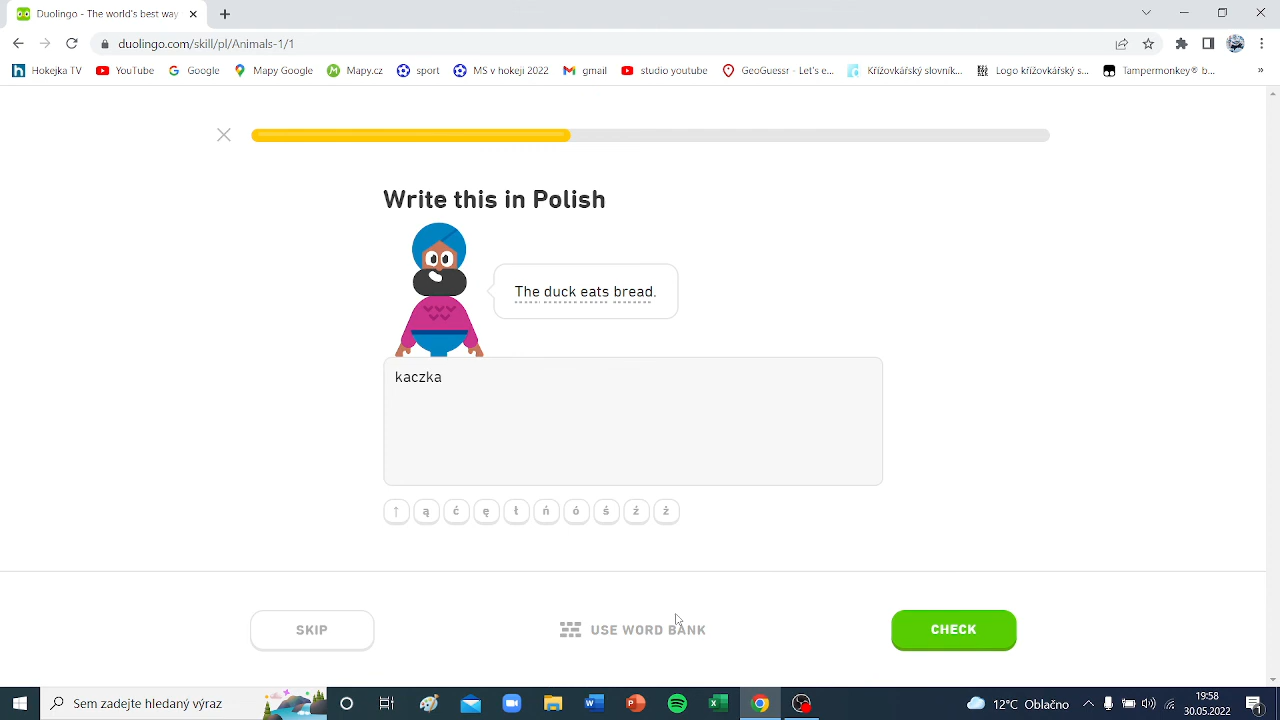 Duolingo - The world's best way
duolingo.com/skill/pl/Animals-1/1
Hokejka TV YouTube Google Mapy Google Mapy.cz sport MS v hokeji 2022 gmail studio youtube GeoGuessr - Let's e... Křížovkářský slovník... Logo křížovkářský s... Tampermonkey® b... »
Write this in Polish
The duck eats bread.
kaczka
↑ ą ć ę ł ń ó ś ź ż
SKIP
USE WORD BANK
CHECK
Sem zadejte hledaný výraz
12°C Oblačno
19:58
30.05.2022